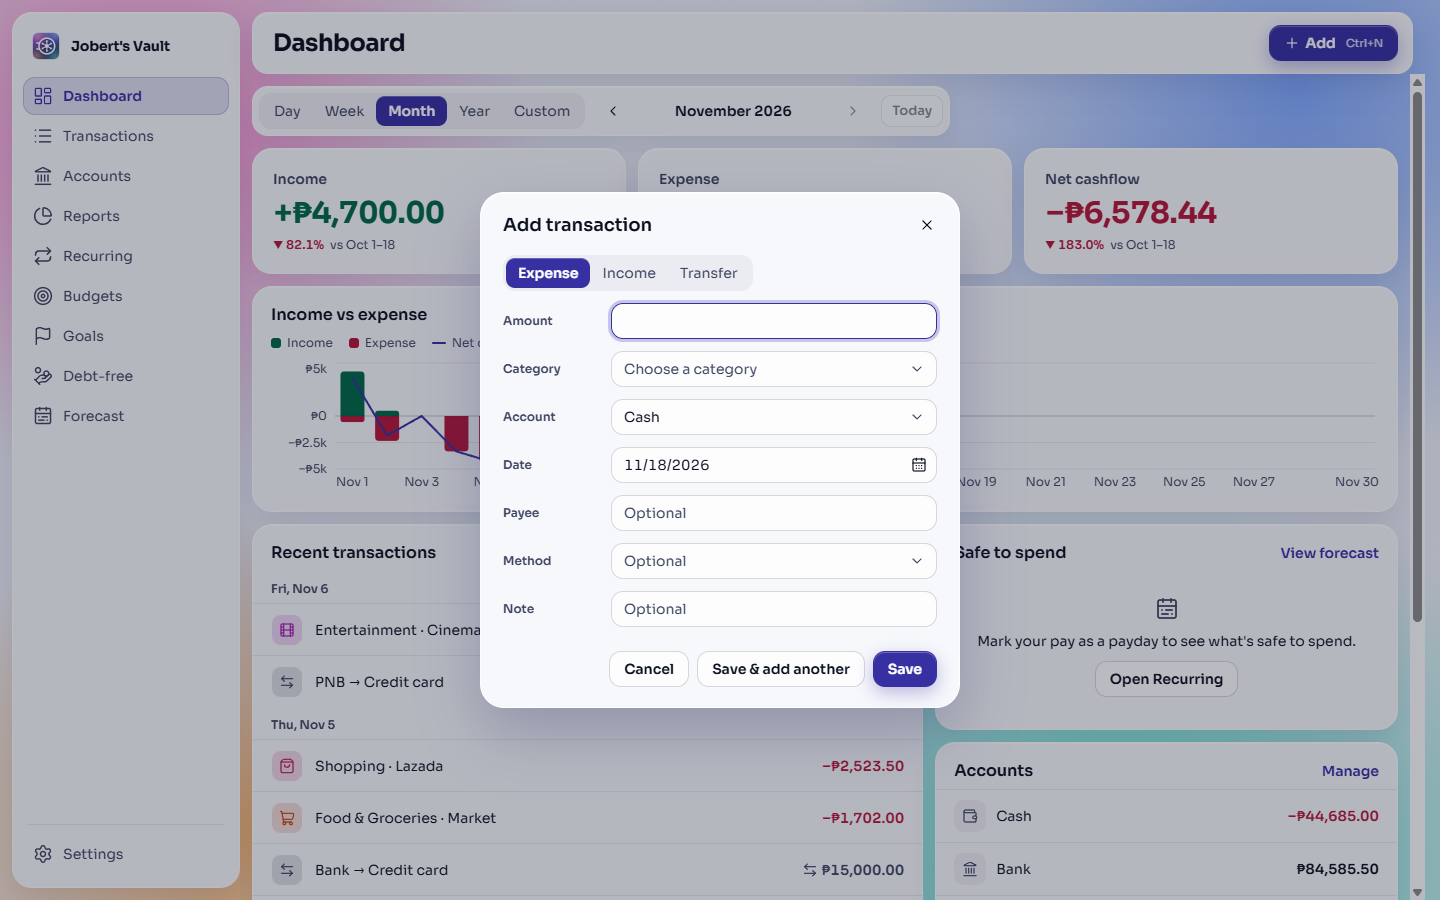 Jobert's Vault
Dashboard
Transactions
Accounts
Reports
Recurring
Budgets
Goals
Debt-free
Forecast
Settings
Dashboard
+ Add Ctrl+N
Day Week Month Year Custom
November 2026
Today
Income
+₱4,700.00
▼ 82.1% vs Oct 1–18
Expense
Net cashflow
−₱6,578.44
▼ 183.0% vs Oct 1–18
Income vs expense
Income Expense Net
₱5k
₱0
−₱2.5k
−₱5k
Nov 1 Nov 3 Nov 19 Nov 21 Nov 23 Nov 25 Nov 27 Nov 30
Recent transactions
Fri, Nov 6
Entertainment · Cinema
PNB → Credit card
Thu, Nov 5
Shopping · Lazada −₱2,523.50
Food & Groceries · Market −₱1,702.00
Bank → Credit card ₱15,000.00
Safe to spend View forecast
Mark your pay as a payday to see what's safe to spend.
Open Recurring
Accounts Manage
Cash −₱44,685.00
Bank ₱84,585.50
Add transaction
Expense Income Transfer
Amount
Category Choose a category
Account Cash
Date 11/18/2026
Payee Optional
Method Optional
Note Optional
Cancel Save & add another Save